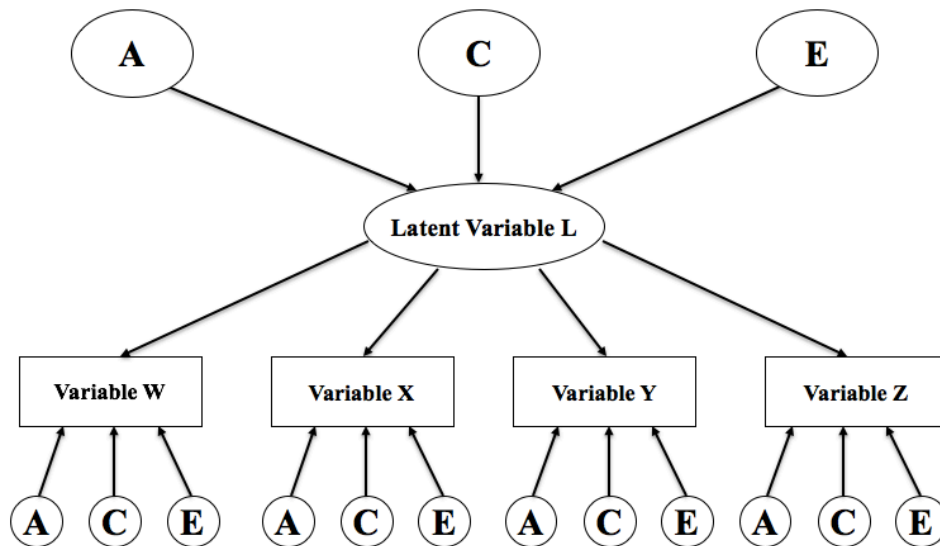 A C E
Latent Variable L
Variable W Variable X Variable Y Variable Z
A C E A C E A C E A C E